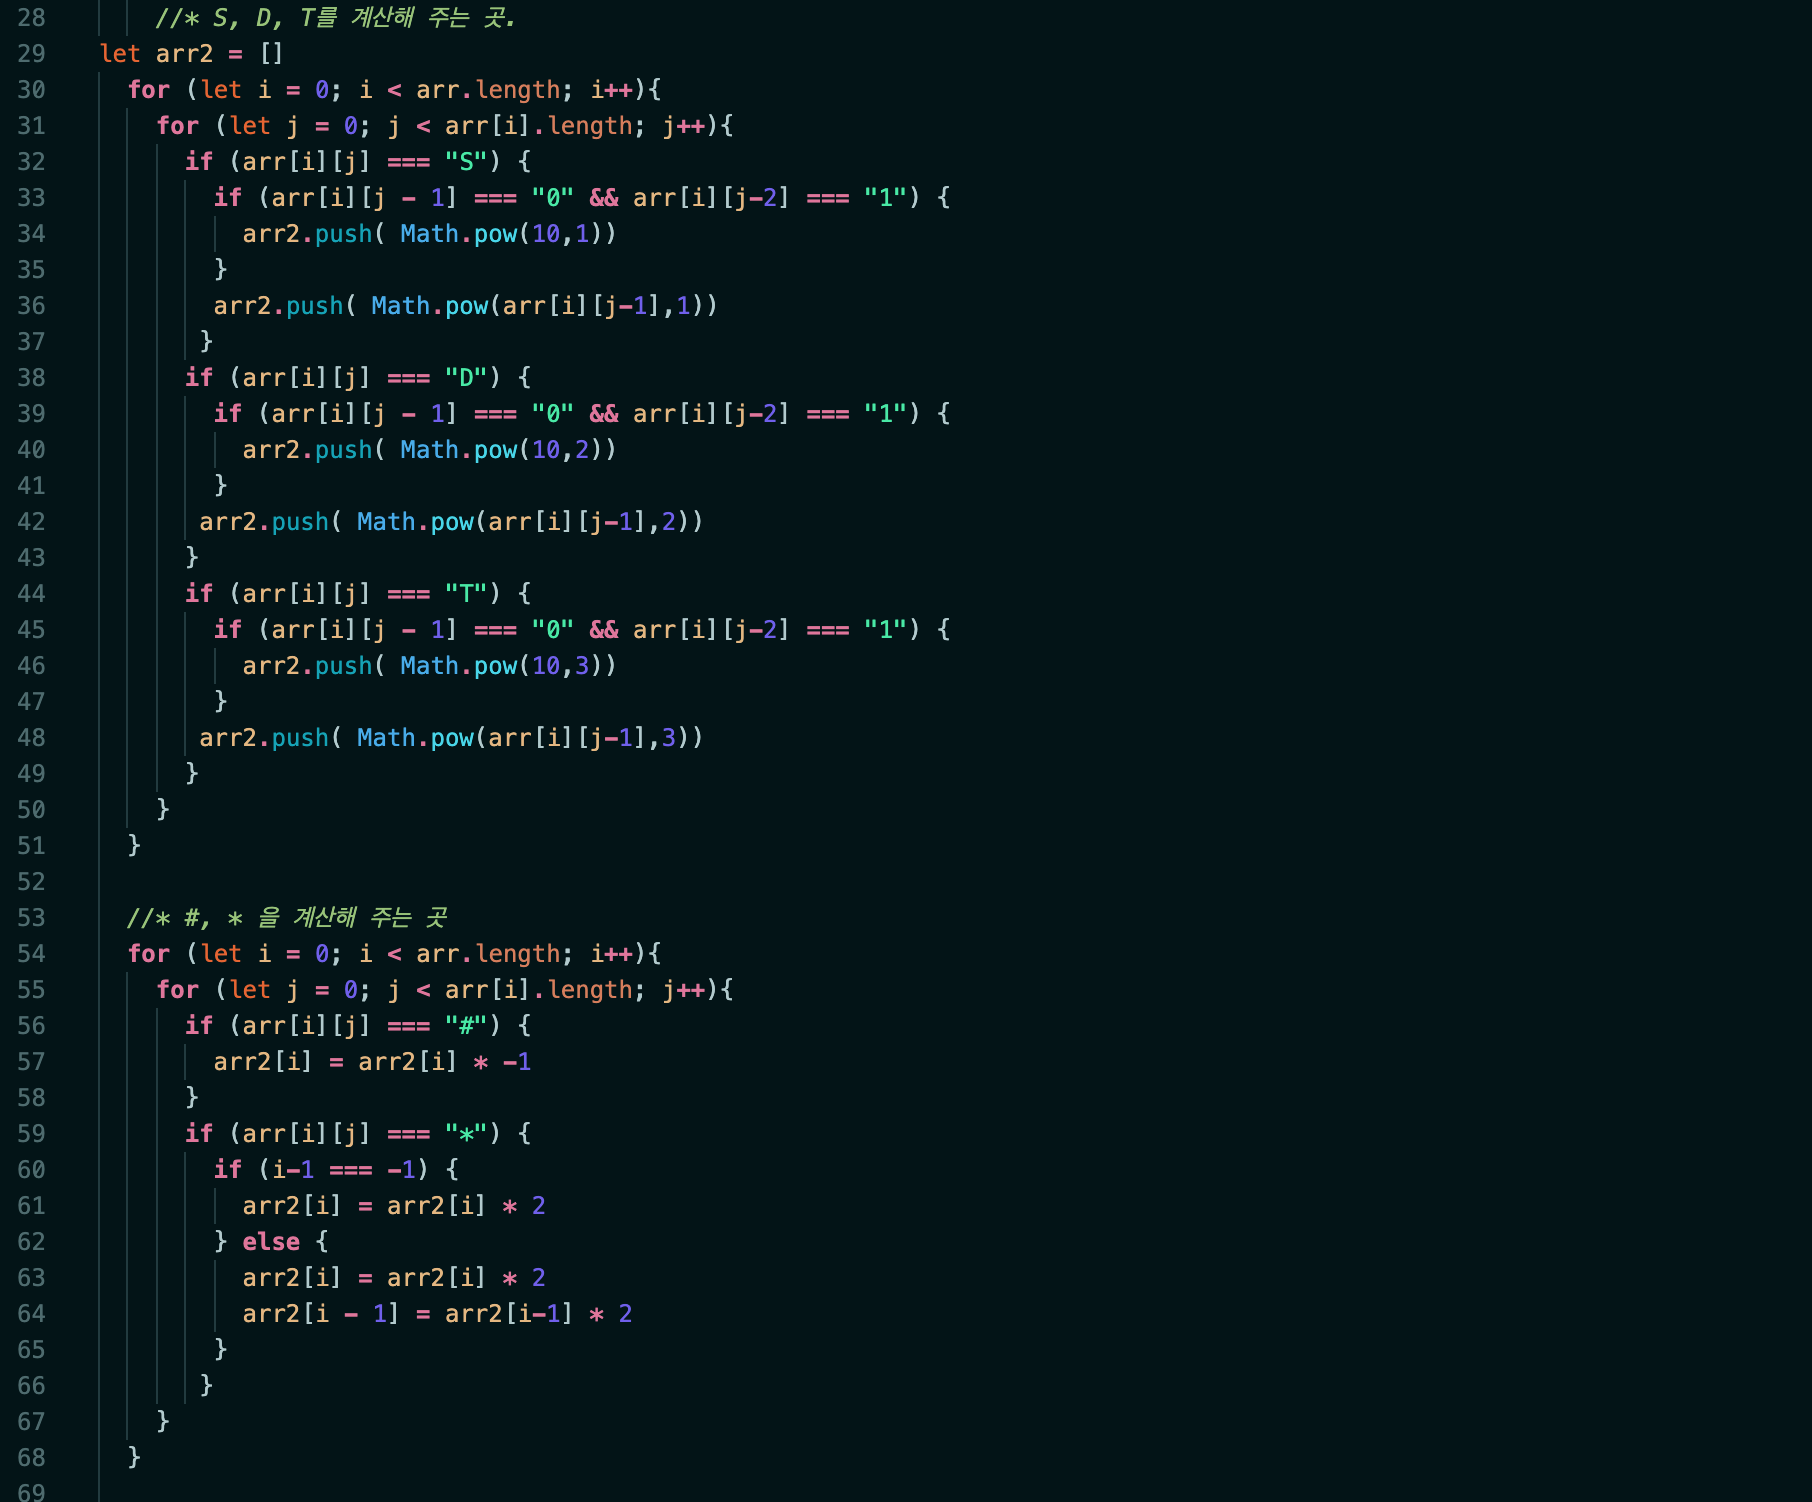 28 //* S, D, T를 계산해 주는 곳.
29 let arr2 = []
30 for (let i = 0; i < arr.length; i++){
31 for (let j = 0; j < arr[i].length; j++){
32 if (arr[i][j] === "S") {
33 if (arr[i][j - 1] === "0" && arr[i][j-2] === "1") {
34 arr2.push( Math.pow(10,1))
35 }
36 arr2.push( Math.pow(arr[i][j-1],1))
37 }
38 if (arr[i][j] === "D") {
39 if (arr[i][j - 1] === "0" && arr[i][j-2] === "1") {
40 arr2.push( Math.pow(10,2))
41 }
42 arr2.push( Math.pow(arr[i][j-1],2))
43 }
44 if (arr[i][j] === "T") {
45 if (arr[i][j - 1] === "0" && arr[i][j-2] === "1") {
46 arr2.push( Math.pow(10,3))
47 }
48 arr2.push( Math.pow(arr[i][j-1],3))
49 }
50 }
51 }
52
53 //* #, * 을 계산해 주는 곳
54 for (let i = 0; i < arr.length; i++){
55 for (let j = 0; j < arr[i].length; j++){
56 if (arr[i][j] === "#") {
57 arr2[i] = arr2[i] * -1
58 }
59 if (arr[i][j] === "*") {
60 if (i-1 === -1) {
61 arr2[i] = arr2[i] * 2
62 } else {
63 arr2[i] = arr2[i] * 2
64 arr2[i - 1] = arr2[i-1] * 2
65 }
66 }
67 }
68 }
69